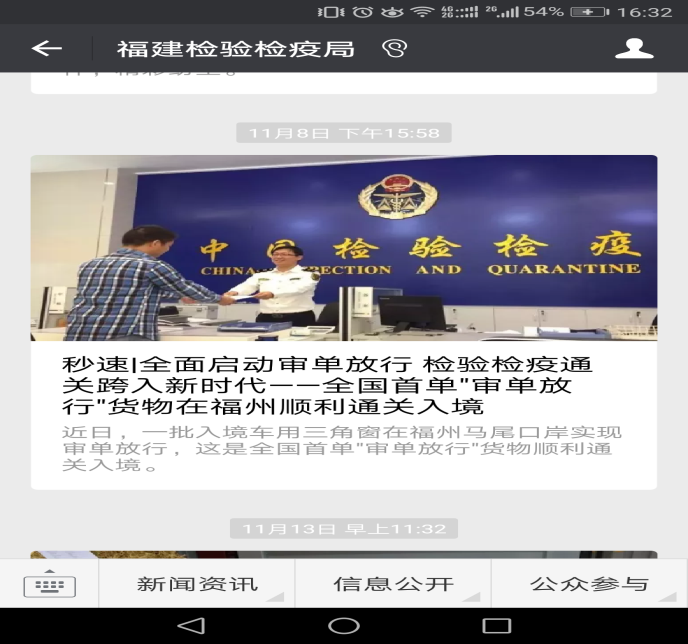 4G 2G 2G 54% 16:32
福建检验检疫局
11月8日 下午15:58
中国检验检疫
CHINA INSPECTION AND QUARANTINE
秒速|全面启动审单放行 检验检疫通
关跨入新时代——全国首单"审单放
行"货物在福州顺利通关入境
近日，一批入境车用三角窗在福州马尾口岸实现
审单放行，这是全国首单"审单放行"货物顺利通
关入境。
11月13日 早上11:32
新闻资讯
信息公开
公众参与